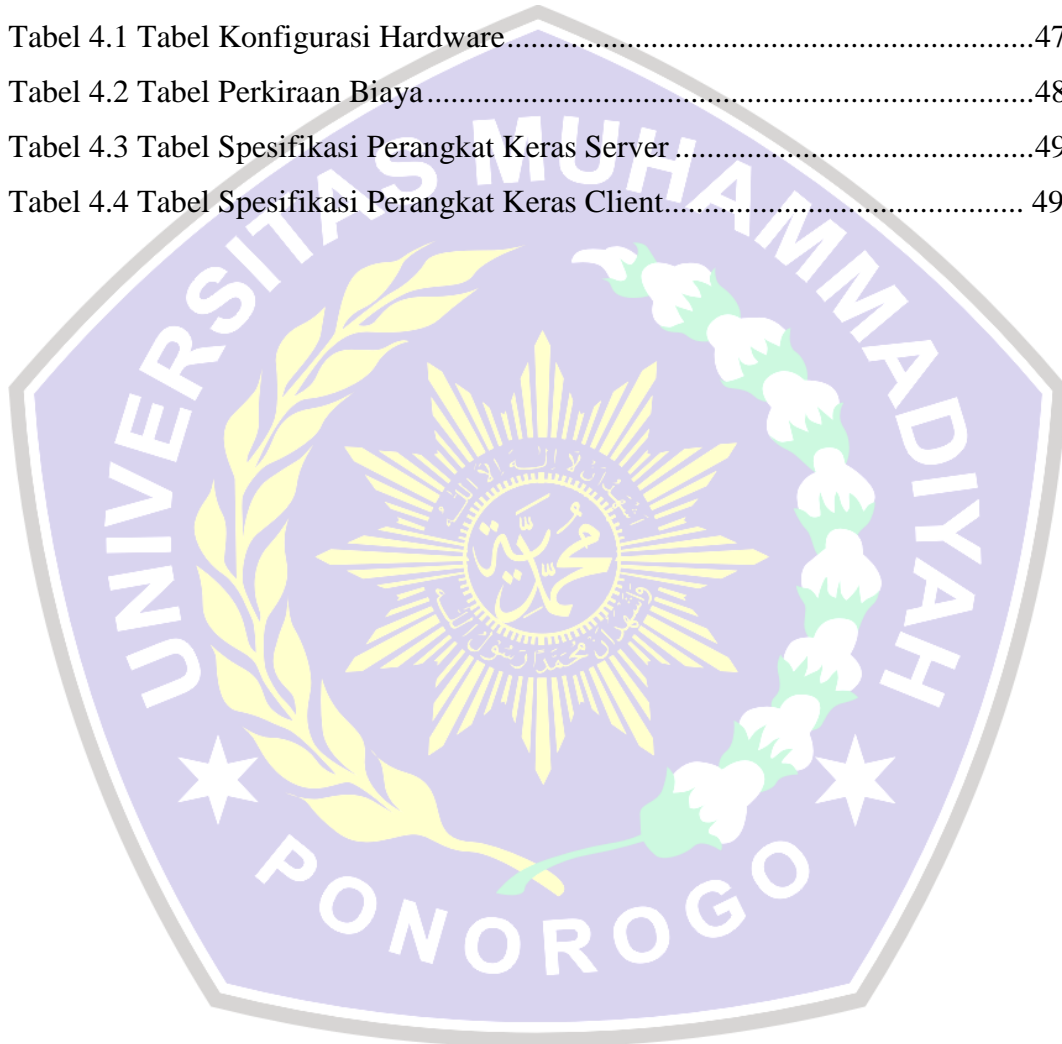 Tabel 4.1 Tabel Konfigurasi Hardware.................................................................47
Tabel 4.2 Tabel Perkiraan Biaya...........................................................................48
Tabel 4.3 Tabel Spesifikasi Perangkat Keras Server ............................................49
Tabel 4.4 Tabel Spesifikasi Perangkat Keras Client............................................. 49
UNIVERSITAS MUHAMMADIYAH
محمدية
PONOROGO